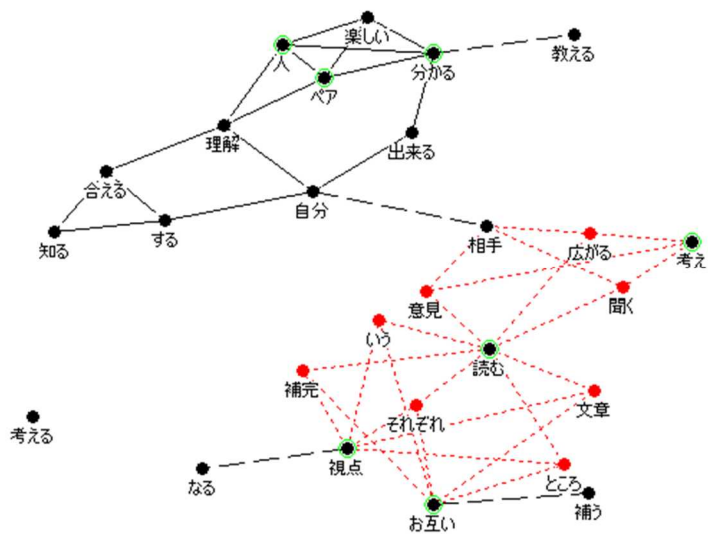 楽しい
人
分かる
教える
ペア
理解
出来る
合える
自分
知る
する
相手
広がる
考え
意見
聞く
いう
読む
補完
それぞれ
文章
考える
視点
なる
ところ
お互い
補う